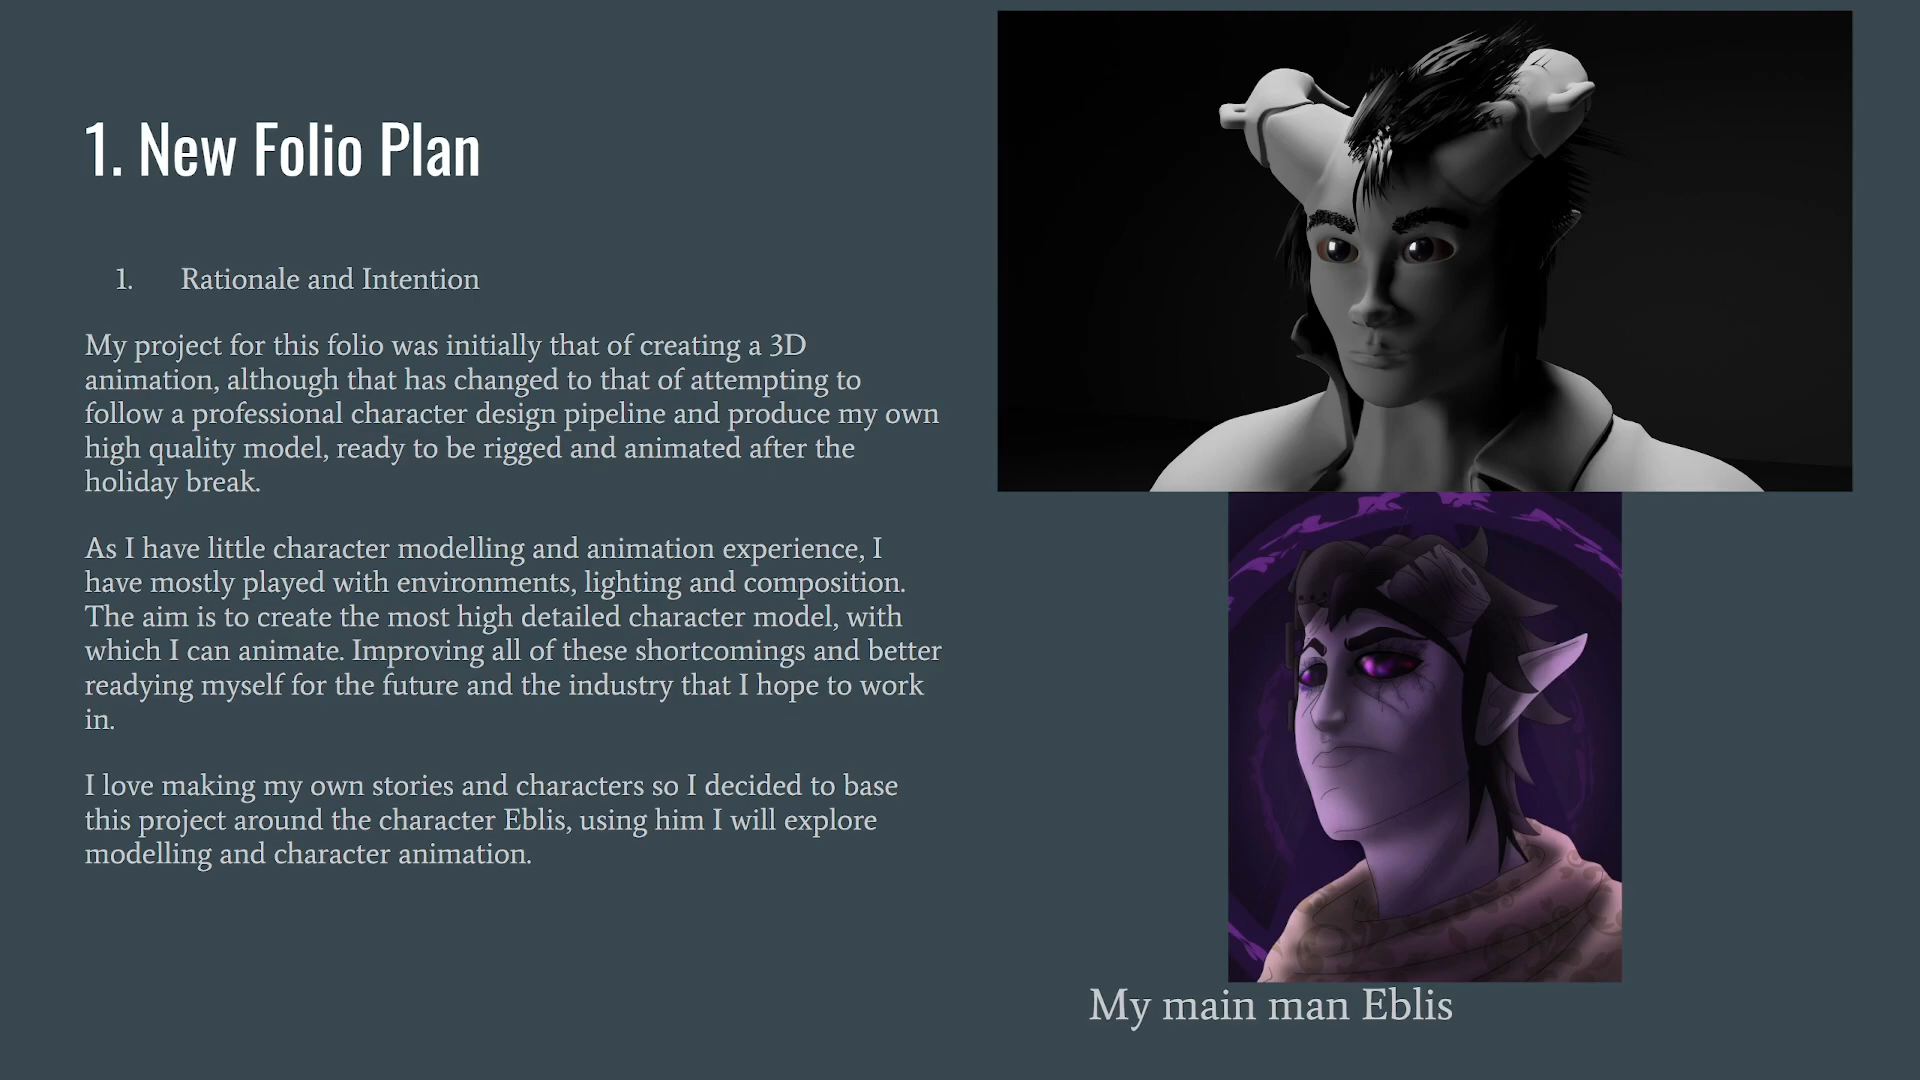 1. New Folio Plan
1. Rationale and Intention
My project for this folio was initially that of creating a 3D
animation, although that has changed to that of attempting to
follow a professional character design pipeline and produce my own
high quality model, ready to be rigged and animated after the
holiday break.
As I have little character modelling and animation experience, I
have mostly played with environments, lighting and composition.
The aim is to create the most high detailed character model, with
which I can animate. Improving all of these shortcomings and better
readying myself for the future and the industry that I hope to work
in.
I love making my own stories and characters so I decided to base
this project around the character Eblis, using him I will explore
modelling and character animation.
My main man Eblis